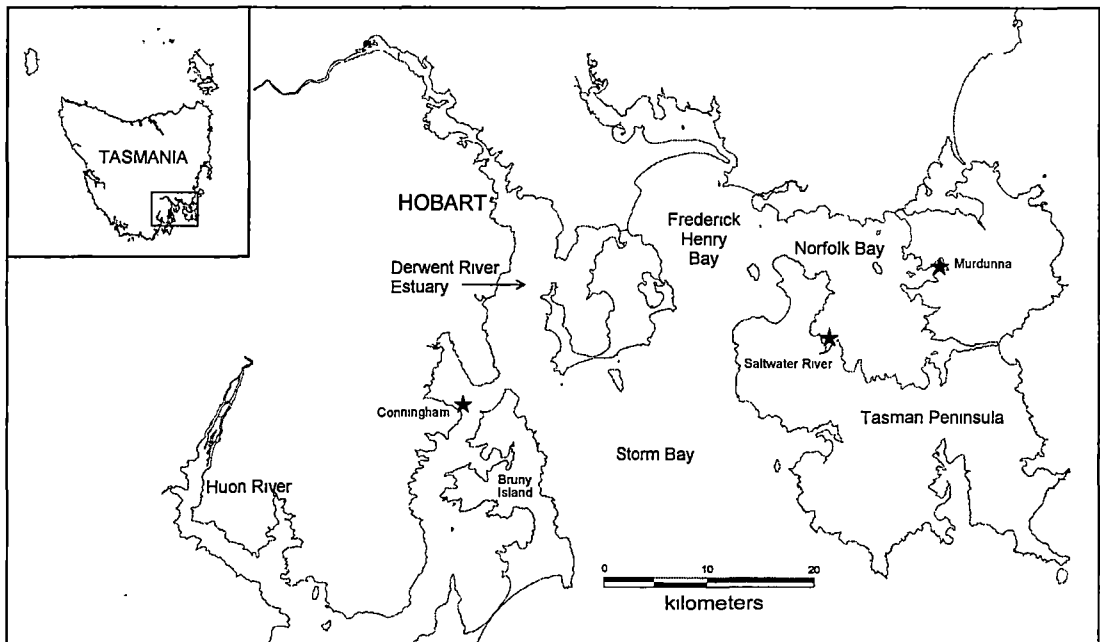 TASMANIA
HOBART
Frederick
Henry
Bay
Norfolk Bay
Murdunna
Derwent River
Estuary
Saltwater River
Conningham
Tasman Peninsula
Storm Bay
Bruny
Island
Huon River
0 10 20
kilometers